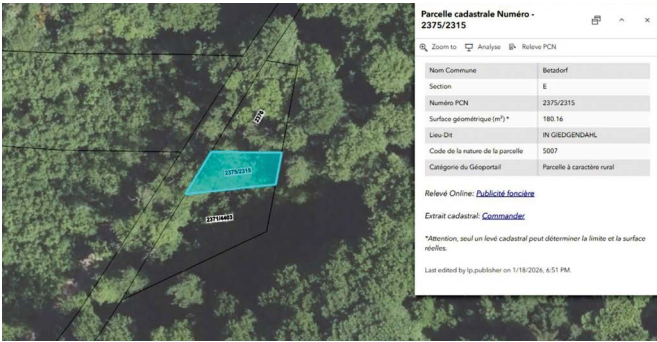 Parcelle cadastrale Numéro -
2375/2315
Zoom to Analyse Releve PCN
Nom Commune Betzdorf
Section E
Numéro PCN 2375/2315
Surface géométrique (m²) * 180.16
Lieu-Dit IN GIEDGENDAHL
Code de la nature de la parcelle 5007
Catégorie du Géoportail Parcelle à caractère rural
Relevé Online: Publicité foncière
Extrait cadastral: Commander
*Attention, seul un levé cadastral peut déterminer la limite et la surface
réelles.
Last edited by lp.publisher on 1/18/2026, 6:51 PM.
2375/2315
2371/4403